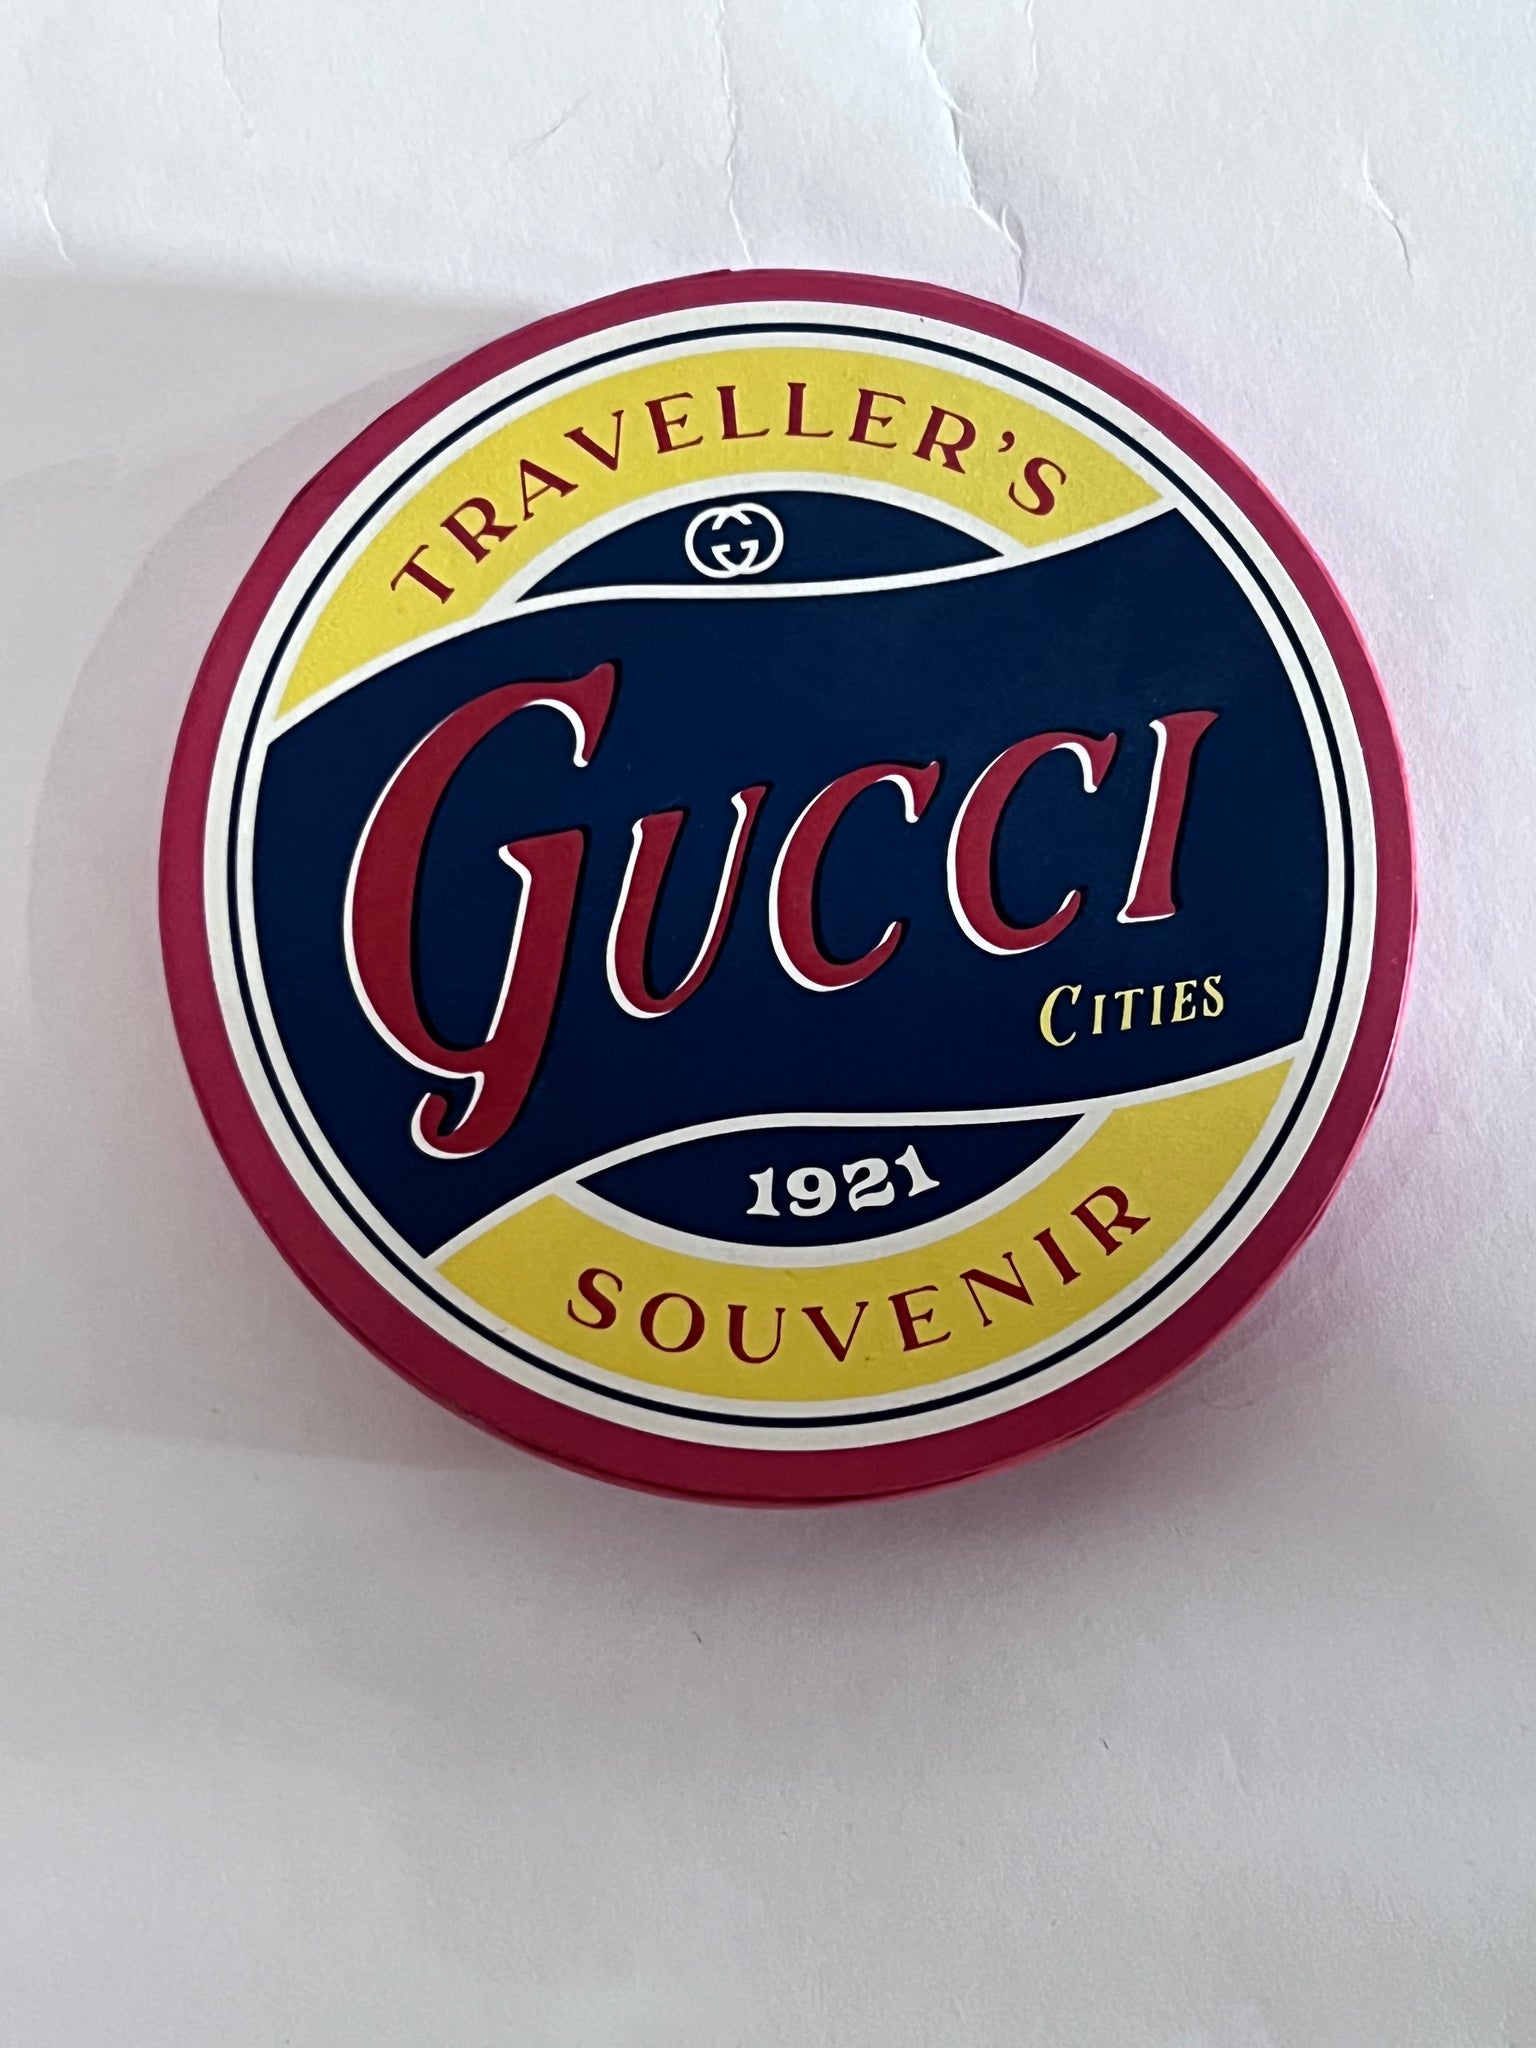 TRAVELLER'S
GUCCI
CITIES
1921
SOUVENIR